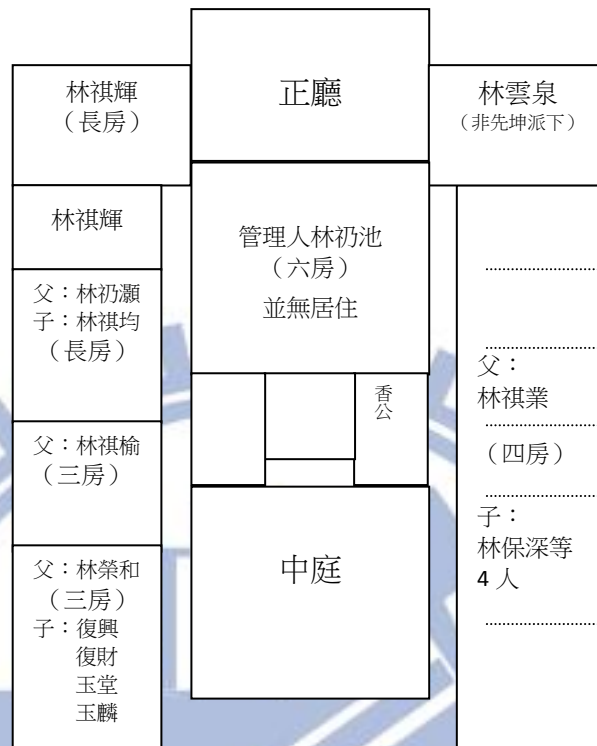 林祺輝
（長房）
正廳
林雲泉
（非先坤派下）
林祺輝
管理人林礽池
（六房）
並無居住
父：林礽灝
子：林祺均
（長房）
香公
父：
林祺業
（四房）
子：
林保深等
4 人
父：林祺榆
（三房）
中庭
父：林榮和
（三房）
子：復興
復財
玉堂
玉麟